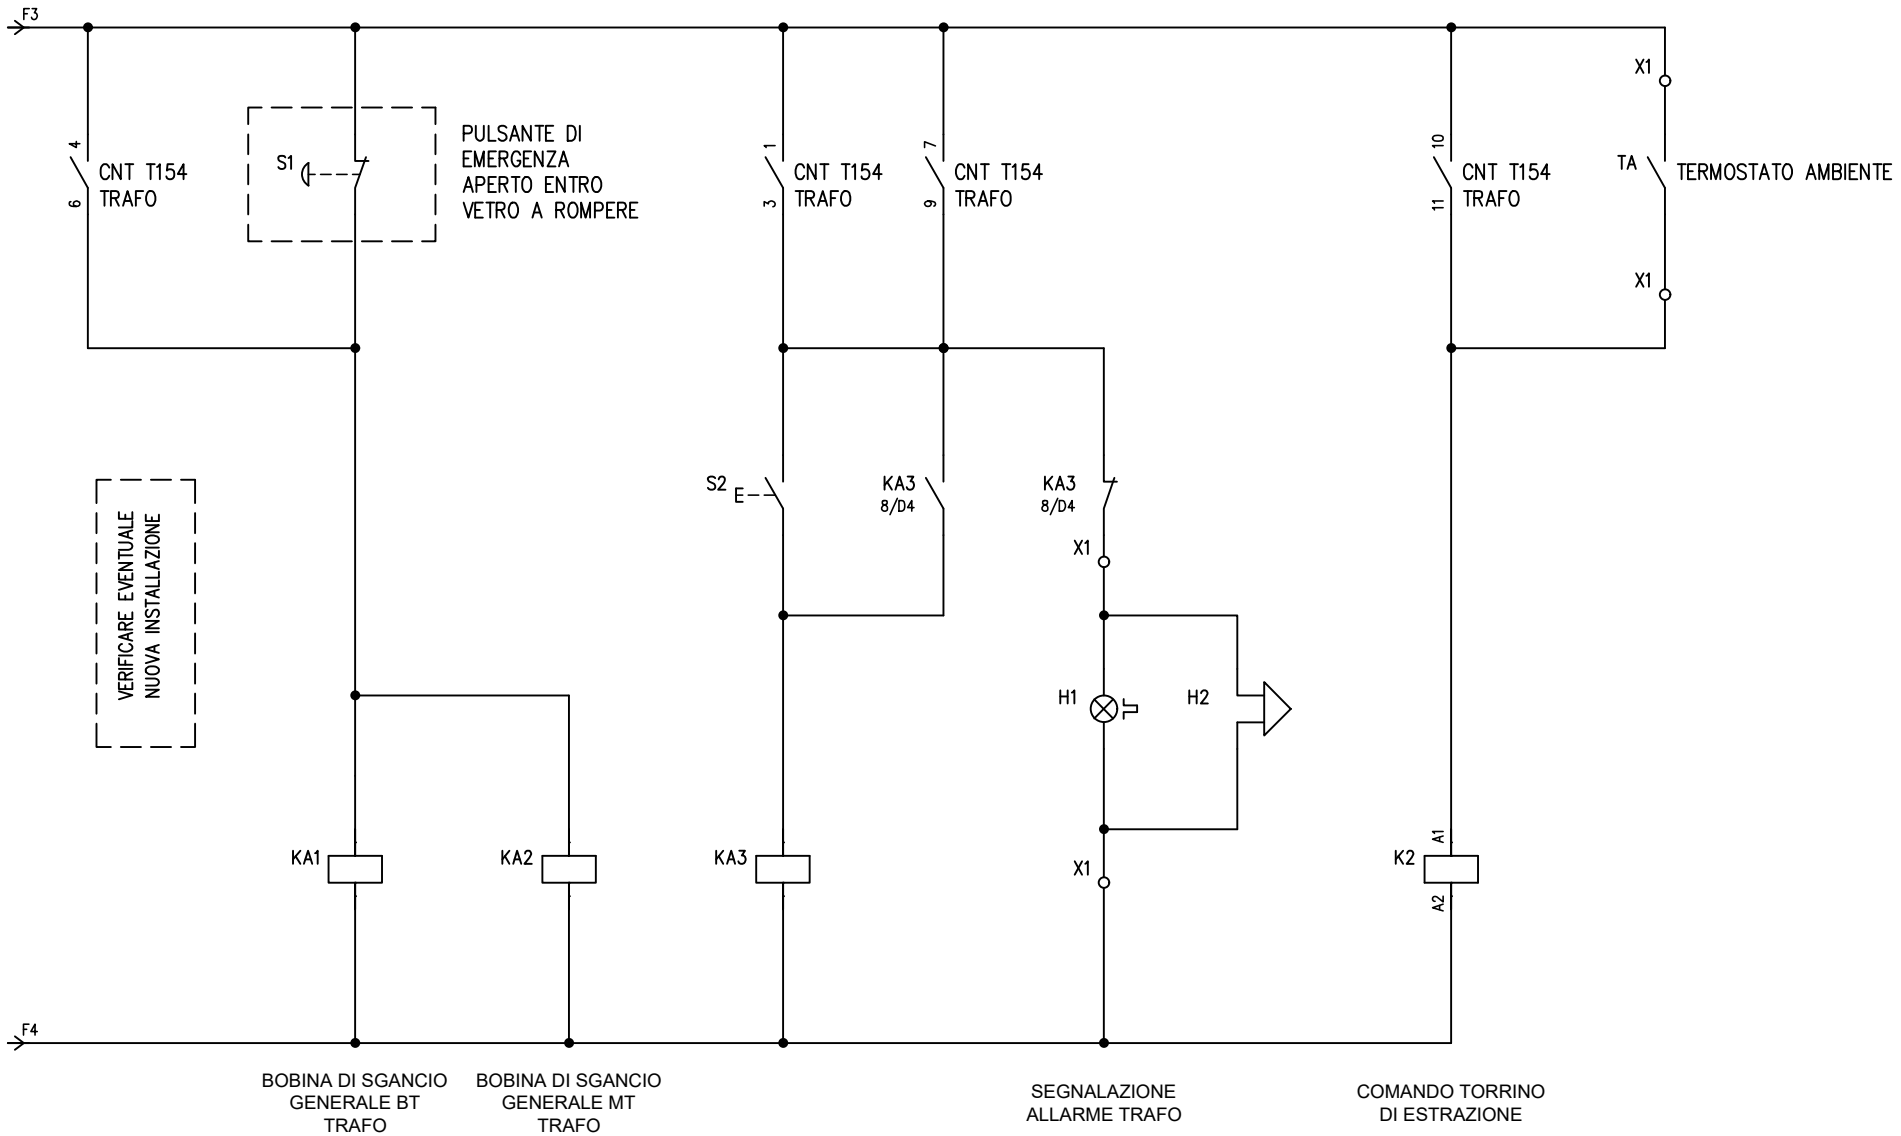 F3
4
6
CNT T154
TRAFO
S1
PULSANTE DI
EMERGENZA
APERTO ENTRO
VETRO A ROMPERE
1
3
CNT T154
TRAFO
7
9
CNT T154
TRAFO
10
11
CNT T154
TRAFO
X1
TA
TERMOSTATO AMBIENTE
X1
VERIFICARE EVENTUALE
NUOVA INSTALLAZIONE
S2
E
KA3
8/D4
KA3
8/D4
X1
H1
H2
KA1
KA2
KA3
X1
A1
K2
A2
F4
BOBINA DI SGANCIO
GENERALE BT
TRAFO
BOBINA DI SGANCIO
GENERALE MT
TRAFO
SEGNALAZIONE
ALLARME TRAFO
COMANDO TORRINO
DI ESTRAZIONE